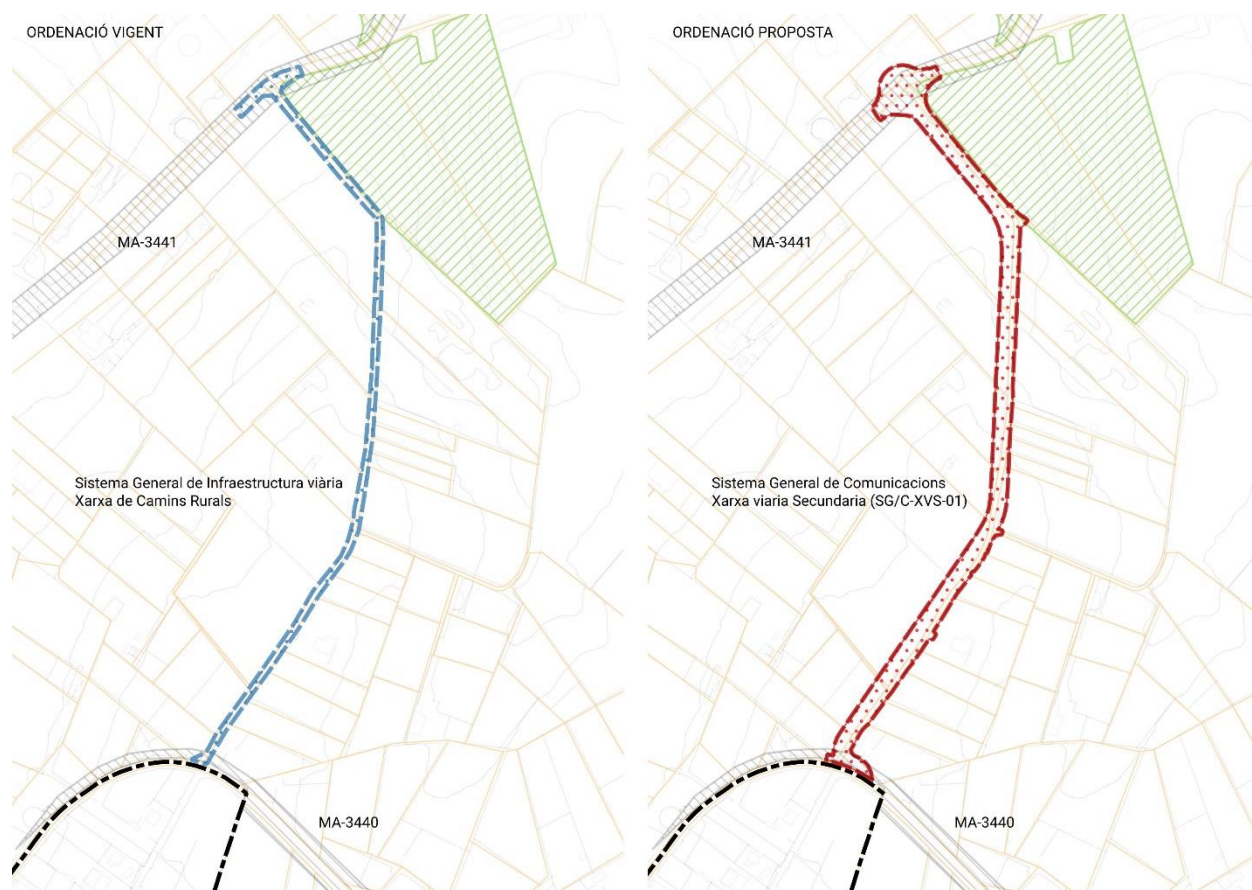 ORDENACIÓ VIGENT
MA-3441
Sistema General de Infraestructura viària
Xarxa de Camins Rurals
MA-3440
ORDENACIÓ PROPOSTA
MA-3441
Sistema General de Comunicacions
Xarxa viaria Secundaria (SG/C-XVS-01)
MA-3440